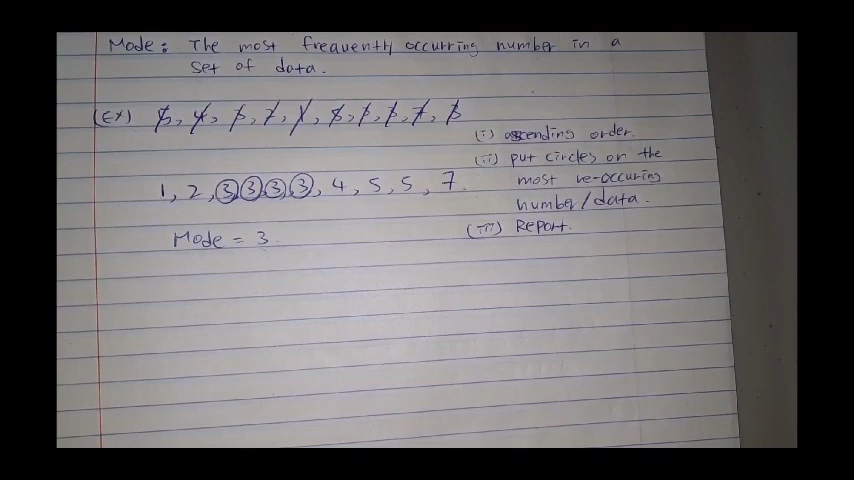 Mode: The most frequently occurring number in a
set of data.
(Ex)
(i) ascending order.
1, 2, 3, 3, 3, 3, 4, 5, 5, 7.
(ii) put circles on the
most re-occuring
number/data.
Mode = 3
(iii) Report.